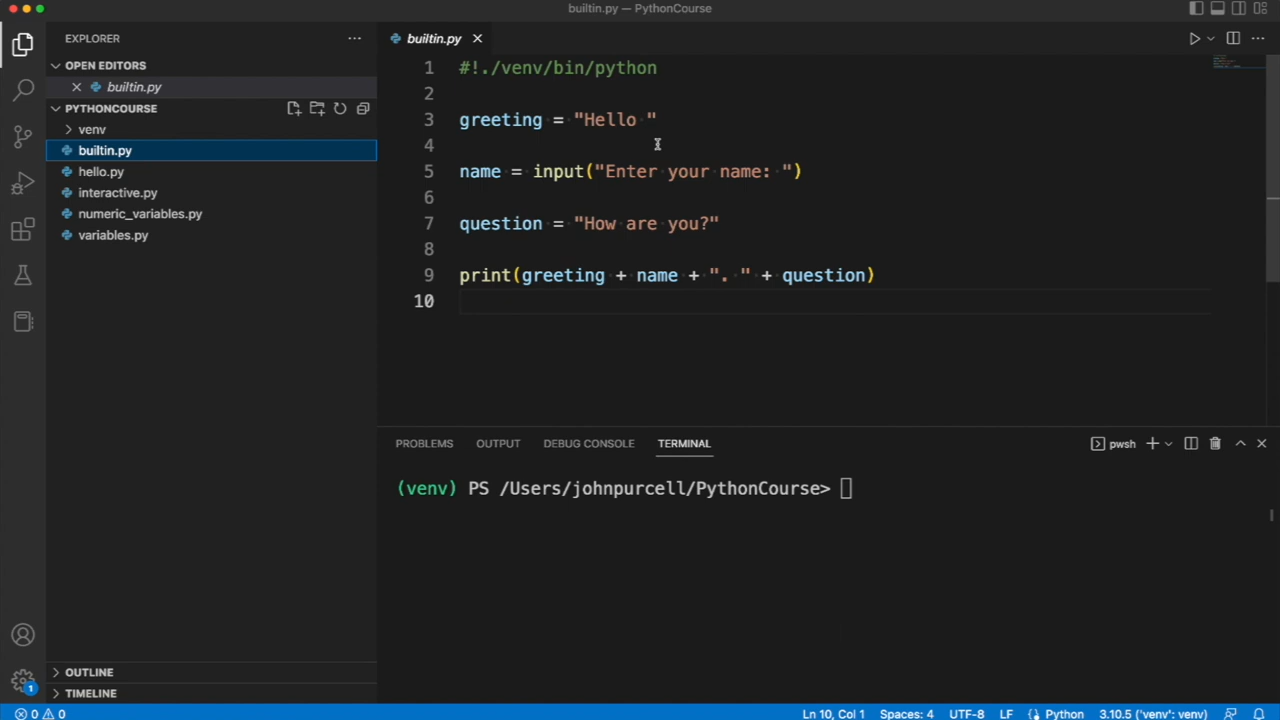 builtin.py — PythonCourse
EXPLORER
OPEN EDITORS
builtin.py
PYTHONCOURSE
venv
builtin.py
hello.py
interactive.py
numeric_variables.py
variables.py
OUTLINE
TIMELINE
builtin.py
1 #!./venv/bin/python
2
3 greeting = "Hello "
4
5 name = input("Enter your name: ")
6
7 question = "How are you?"
8
9 print(greeting + name + ". " + question)
10
PROBLEMS OUTPUT DEBUG CONSOLE TERMINAL pwsh
(venv) PS /Users/johnpurcell/PythonCourse>
1
0 0 Ln 10, Col 1 Spaces: 4 UTF-8 LF Python 3.10.5 ('venv': venv)